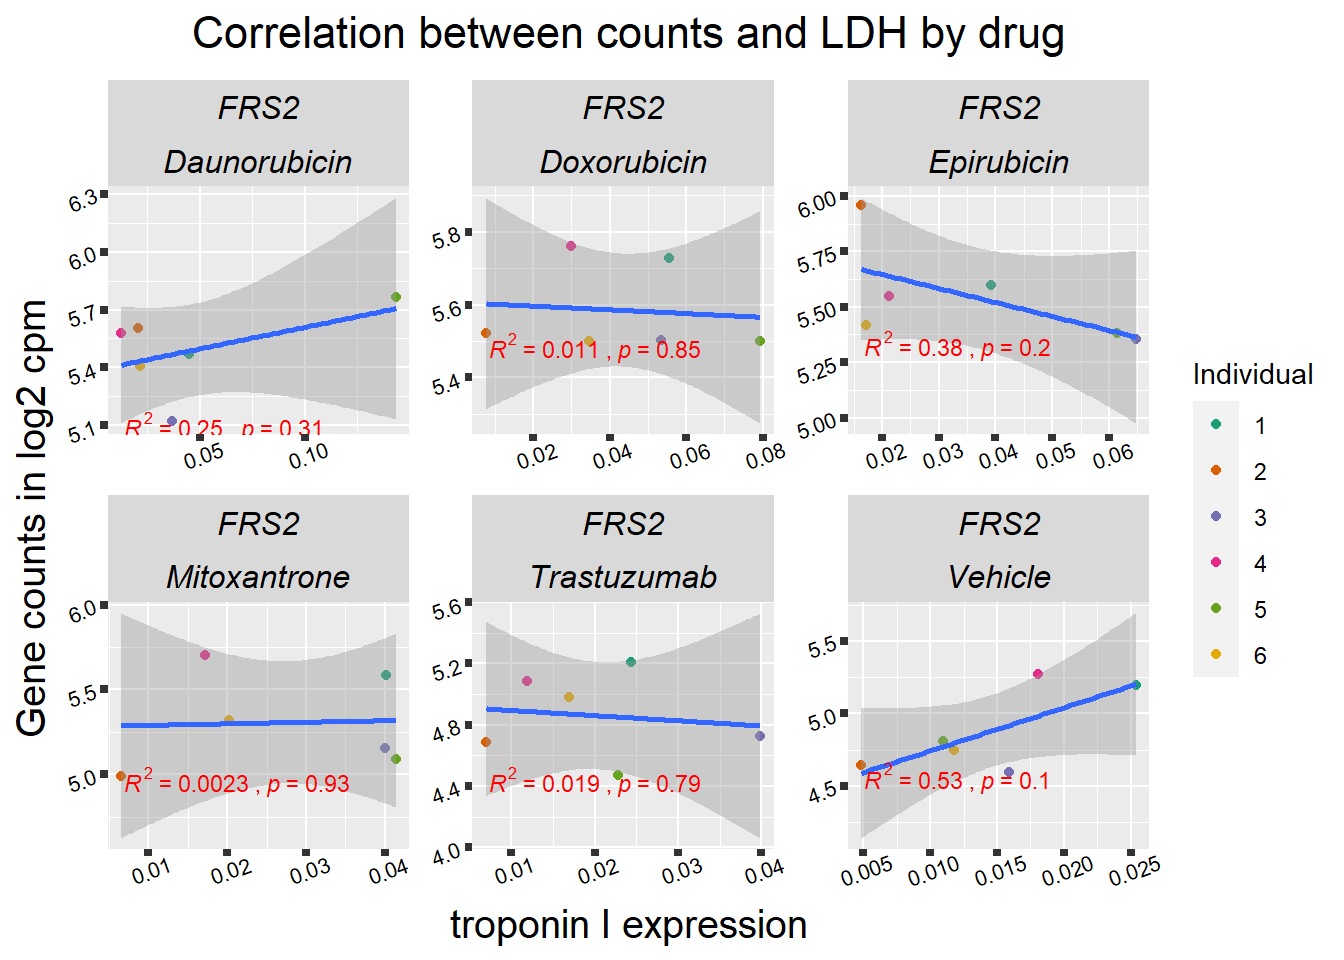 Correlation between counts and LDH by drug
FRS2
Daunorubicin
FRS2
Doxorubicin
FRS2
Epirubicin
6.3
6.0
5.7
5.4
5.1
R2 = 0.25 , p = 0.31
0.05
0.10
5.8
5.6
5.4
R2 = 0.011 , p = 0.85
0.02
0.04
0.06
0.08
6.00
5.75
5.50
5.25
5.00
R2 = 0.38 , p = 0.2
0.02
0.03
0.04
0.05
0.06
FRS2
Mitoxantrone
FRS2
Trastuzumab
FRS2
Vehicle
6.0
5.5
5.0
R2 = 0.0023 , p = 0.93
0.01
0.02
0.03
0.04
5.6
5.2
4.8
4.4
4.0
R2 = 0.019 , p = 0.79
0.01
0.02
0.03
0.04
5.5
5.0
4.5
R2 = 0.53 , p = 0.1
0.005
0.010
0.015
0.020
0.025
Gene counts in log2 cpm
troponin I expression
Individual
1
2
3
4
5
6